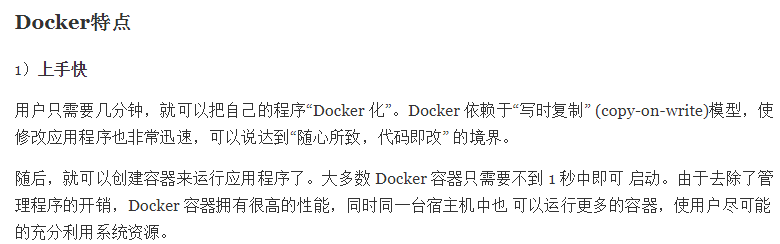 Docker特点
1）上手快
用户只需要几分钟，就可以把自己的程序“Docker 化”。Docker 依赖于“写时复制” (copy-on-write)模型，使
修改应用程序也非常迅速，可以说达到“随心所致，代码即改” 的境界。
随后，就可以创建容器来运行应用程序了。大多数 Docker 容器只需要不到 1 秒中即可 启动。由于去除了管
理程序的开销，Docker 容器拥有很高的性能，同时同一台宿主机中也 可以运行更多的容器，使用户尽可能
的充分利用系统资源。